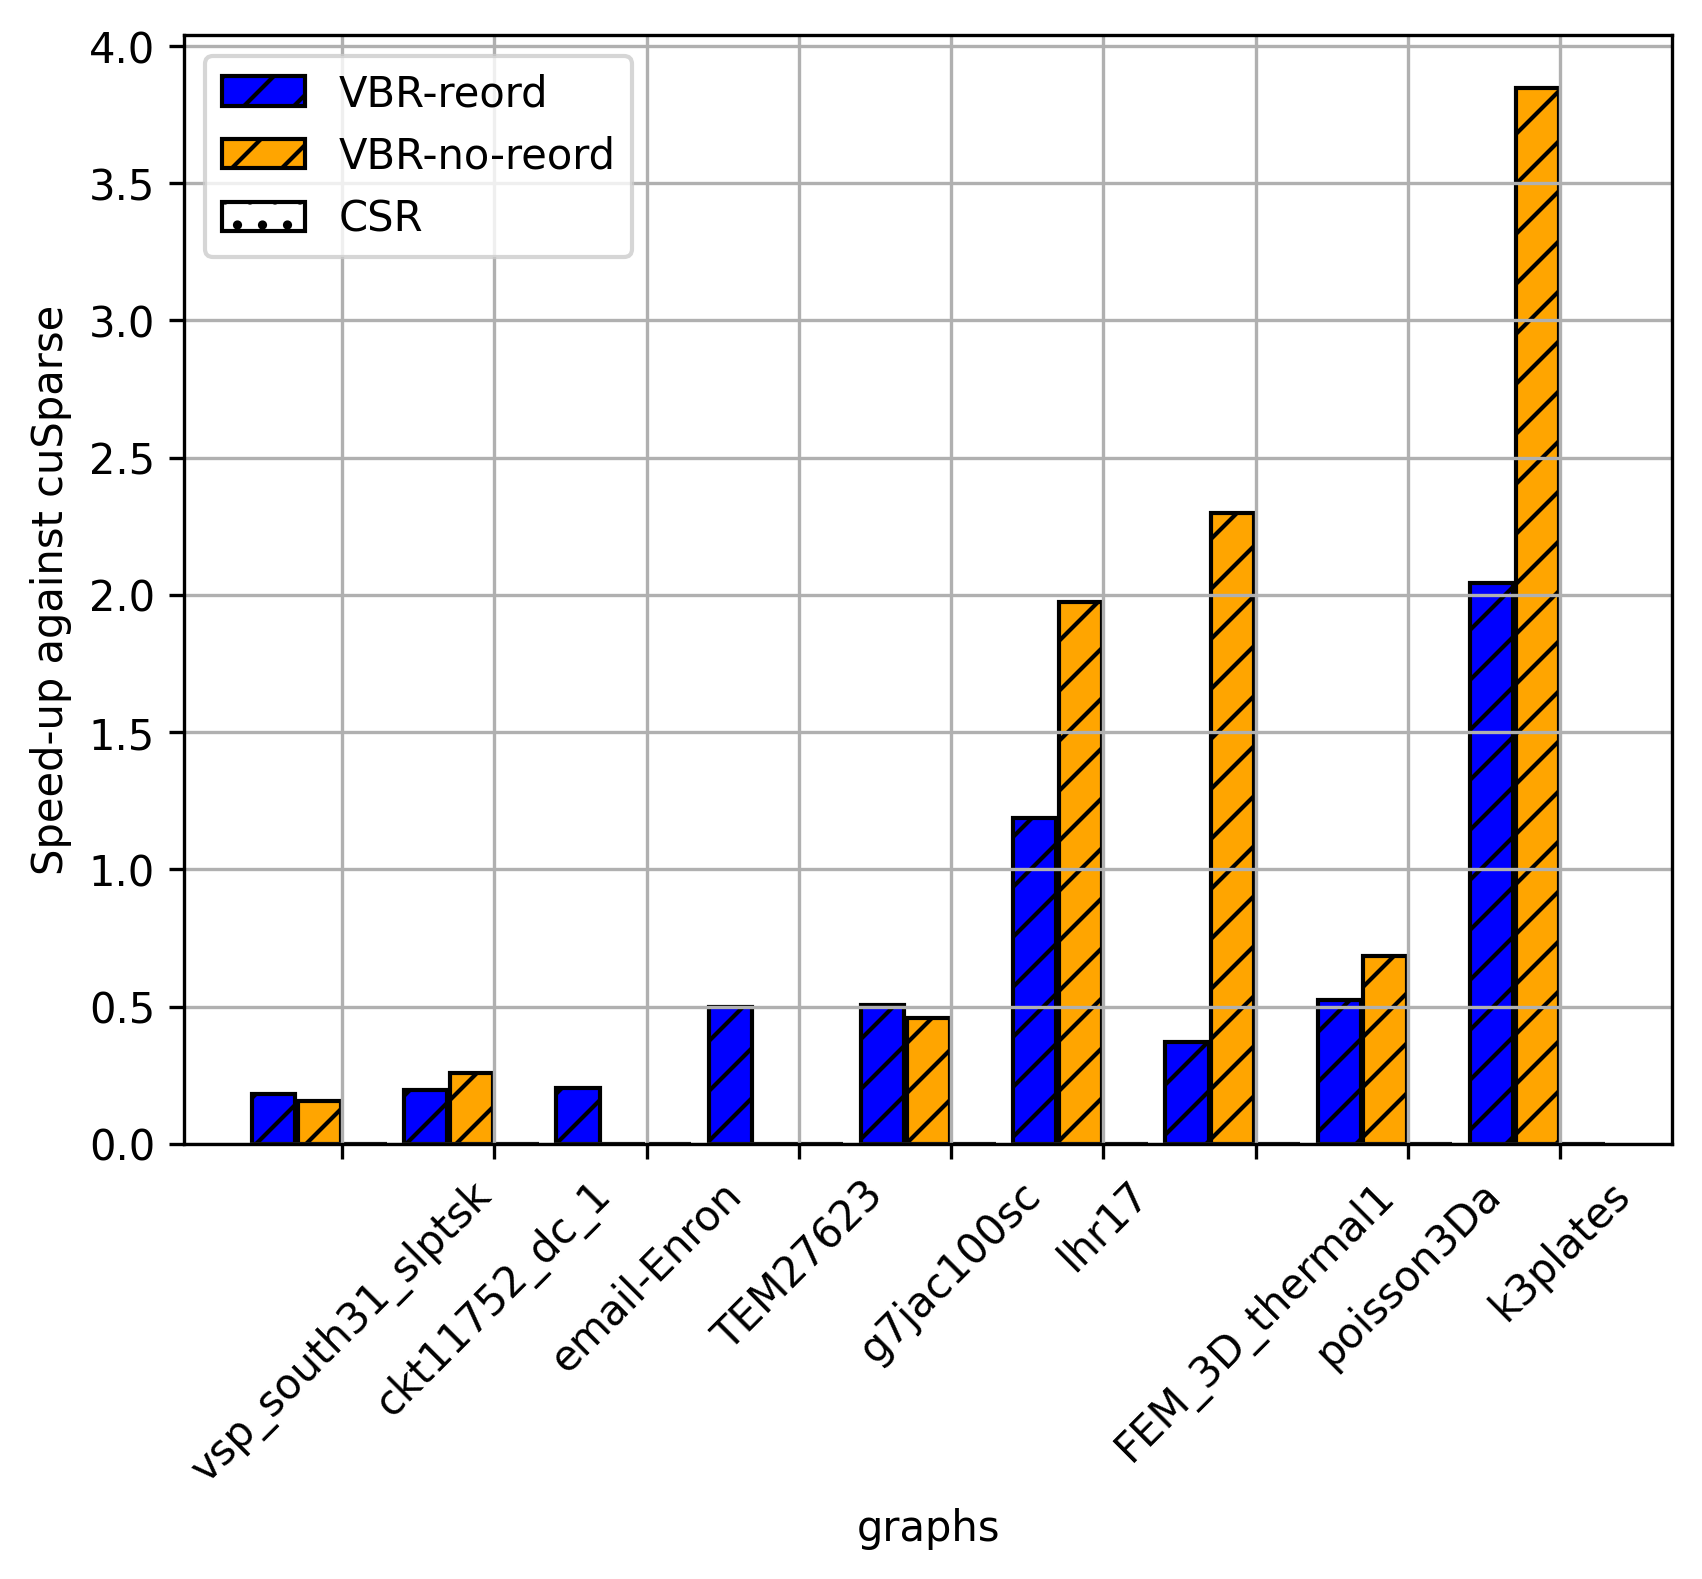 4.0
3.5
3.0
2.5
2.0
1.5
1.0
0.5
0.0
Speed-up against cuSparse
VBR-reord
VBR-no-reord
CSR
vsp_south31_slptsk
ckt11752_dc_1
email-Enron
TEM27623
g7jac100sc
lhr17
FEM_3D_thermal1
poisson3Da
k3plates
graphs